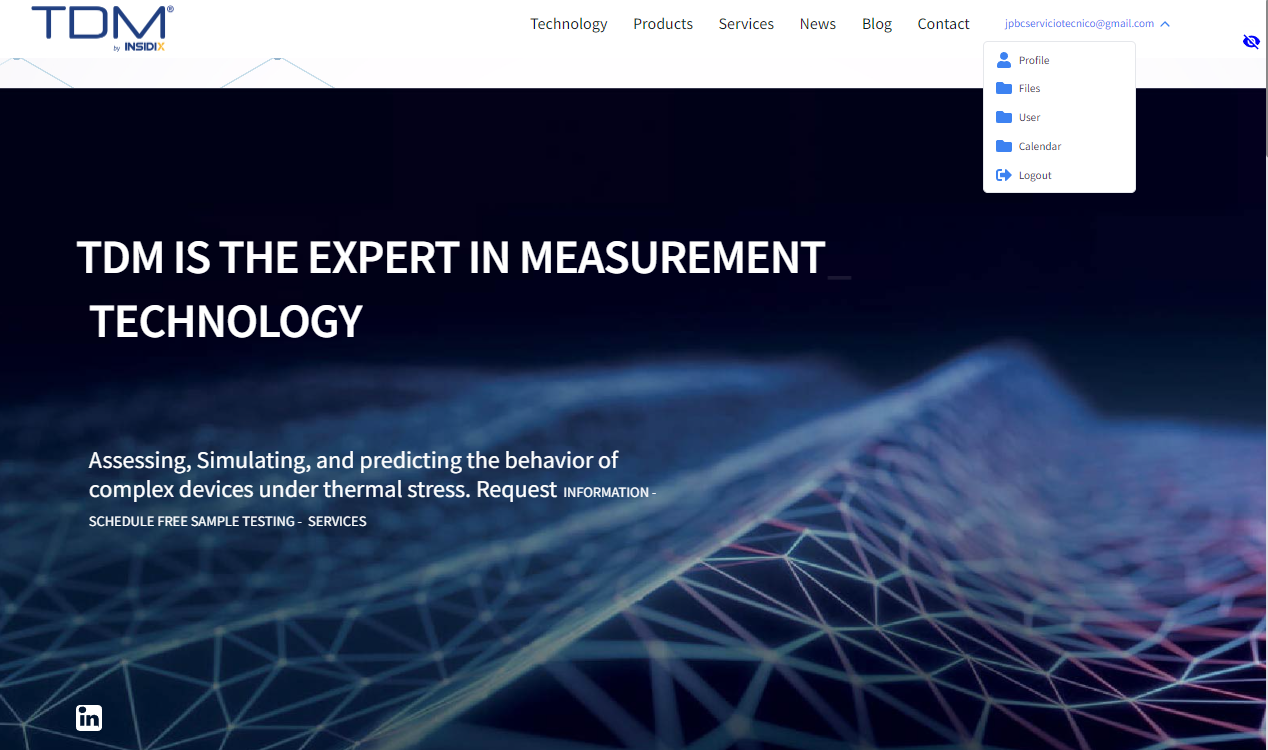 TDM®
by INSIDIX
Technology Products Services News Blog Contact jpbcserviciotecnico@gmail.com
Profile
Files
User
Calendar
Logout
TDM IS THE EXPERT IN MEASUREMENT_
TECHNOLOGY
Assessing, Simulating, and predicting the behavior of
complex devices under thermal stress. Request INFORMATION -
SCHEDULE FREE SAMPLE TESTING - SERVICES
in